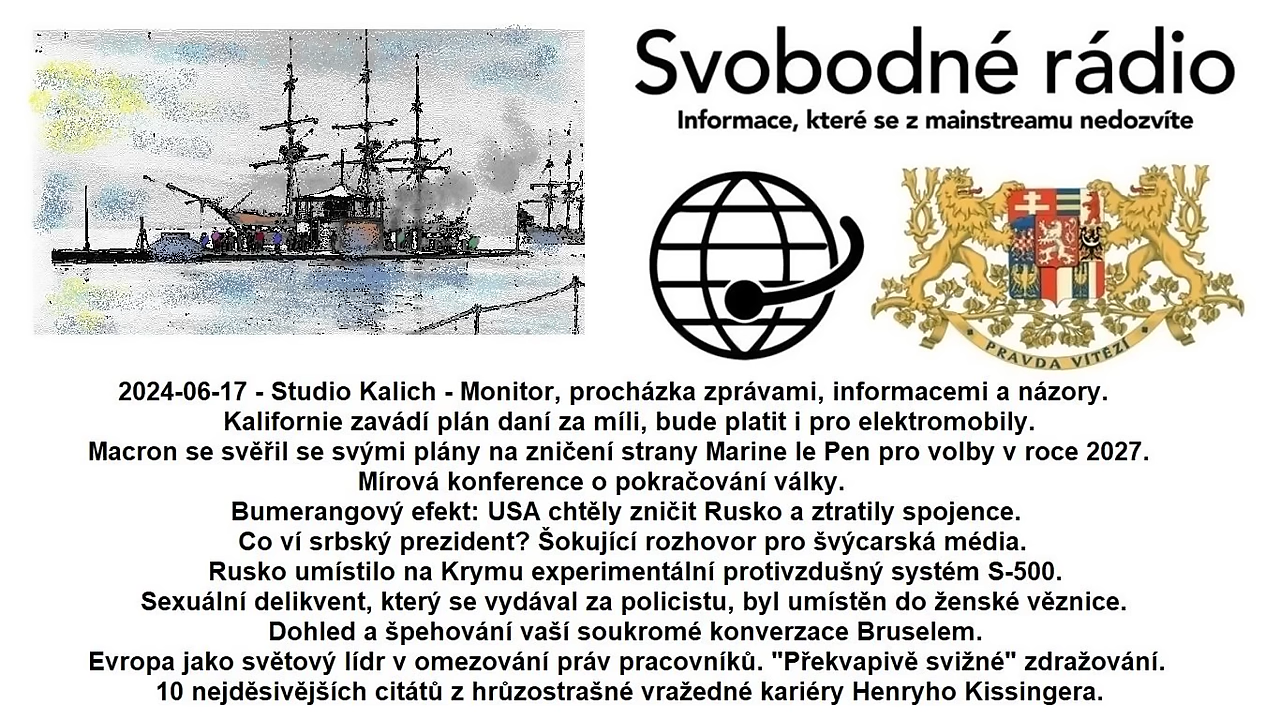 Svobodné rádio
Informace, které se z mainstreamu nedozvíte
PRAVDA VÍTĚZÍ
2024-06-17 - Studio Kalich - Monitor, procházka zprávami, informacemi a názory.
Kalifornie zavádí plán daní za míli, bude platit i pro elektromobily.
Macron se svěřil se svými plány na zničení strany Marine le Pen pro volby v roce 2027.
Mírová konference o pokračování války.
Bumerangový efekt: USA chtěly zničit Rusko a ztratily spojence.
Co ví srbský prezident? Šokující rozhovor pro švýcarská média.
Rusko umístilo na Krymu experimentální protivzdušný systém S-500.
Sexuální delikvent, který se vydával za policistu, byl umístěn do ženské věznice.
Dohled a špehování vaší soukromé konverzace Bruselem.
Evropa jako světový lídr v omezování práv pracovníků. "Překvapivě svižné" zdražování.
10 nejděsivějších citátů z hrůzostrašné vražedné kariéry Henryho Kissingera.